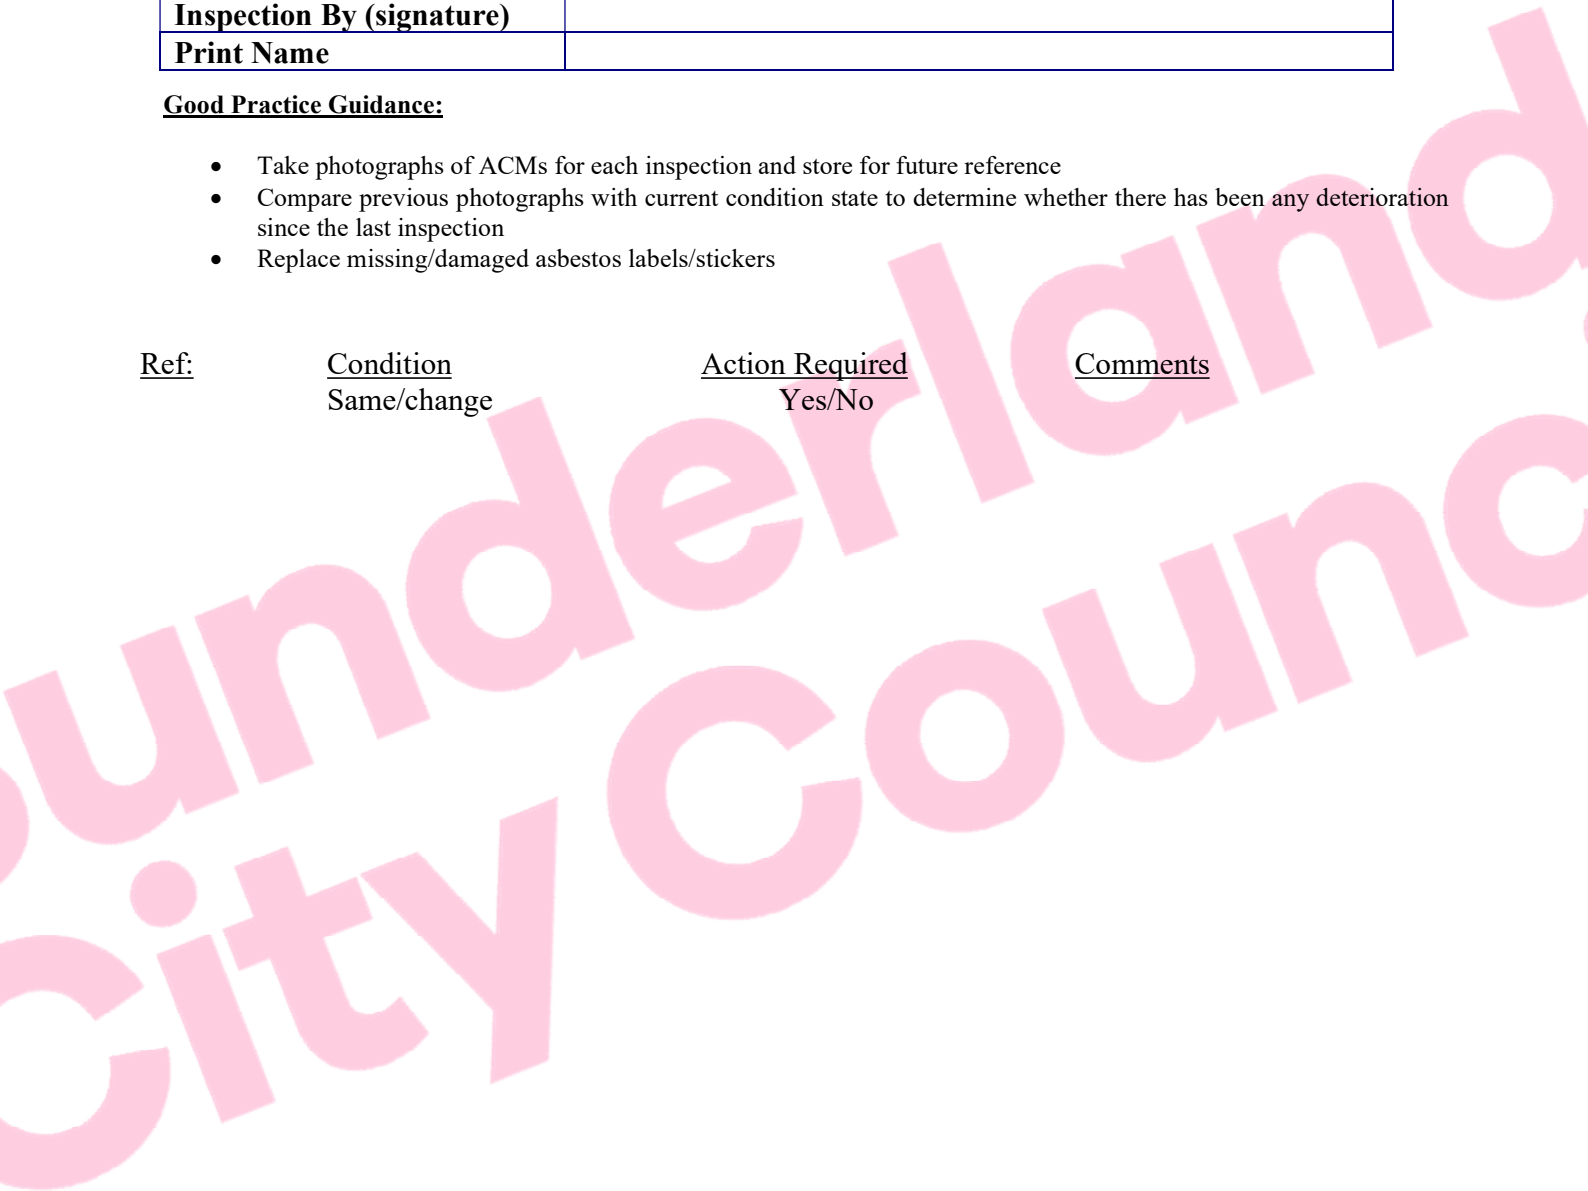 Inspection By (signature)
Print Name
Good Practice Guidance:
• Take photographs of ACMs for each inspection and store for future reference
• Compare previous photographs with current condition state to determine whether there has been any deterioration
since the last inspection
• Replace missing/damaged asbestos labels/stickers
Ref: Condition Action Required Comments
Same/change Yes/No
underland
City Counc